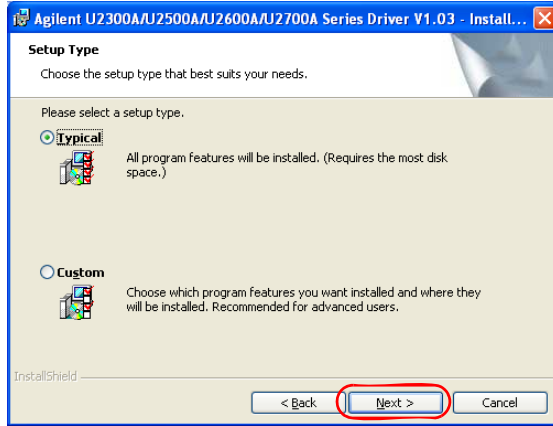 Agilent U2300A/U2500A/U2600A/U2700A Series Driver V1.03 - Install...
Setup Type
Choose the setup type that best suits your needs.
Please select a setup type.
Typical
All program features will be installed. (Requires the most disk
space.)
Custom
Choose which program features you want installed and where they
will be installed. Recommended for advanced users.
InstallShield
< Back
Next >
Cancel